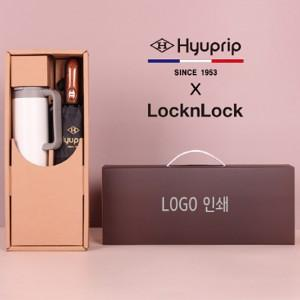 Hyuprip
SINCE 1953
X
LocknLock
LOGO 인쇄